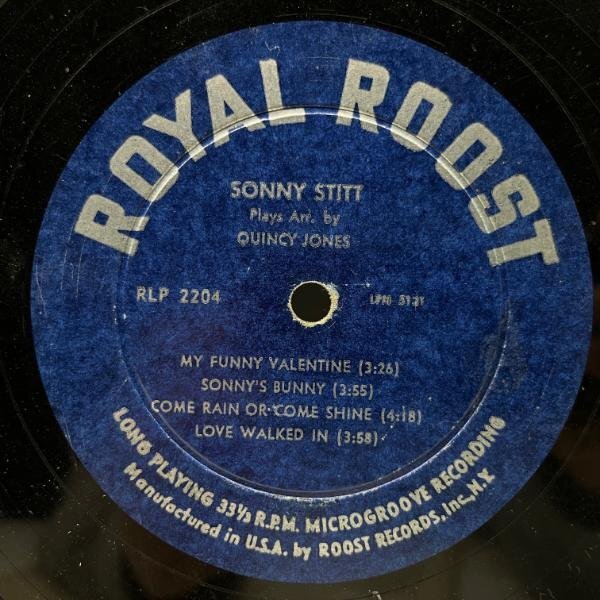 ROYAL ROOST
SONNY STITT
Plays Arr. by
QUINCY JONES
RLP 2204
LPM 5121
MY FUNNY VALENTINE (3:26)
SONNY'S BUNNY (3:55)
COME RAIN OR COME SHINE (4:18)
LOVE WALKED IN (3:58)
LONG PLAYING 33⅓ R.P.M. MICROGROOVE RECORDING
Manufactured in U.S.A. by ROOST RECORDS, Inc., N.Y.